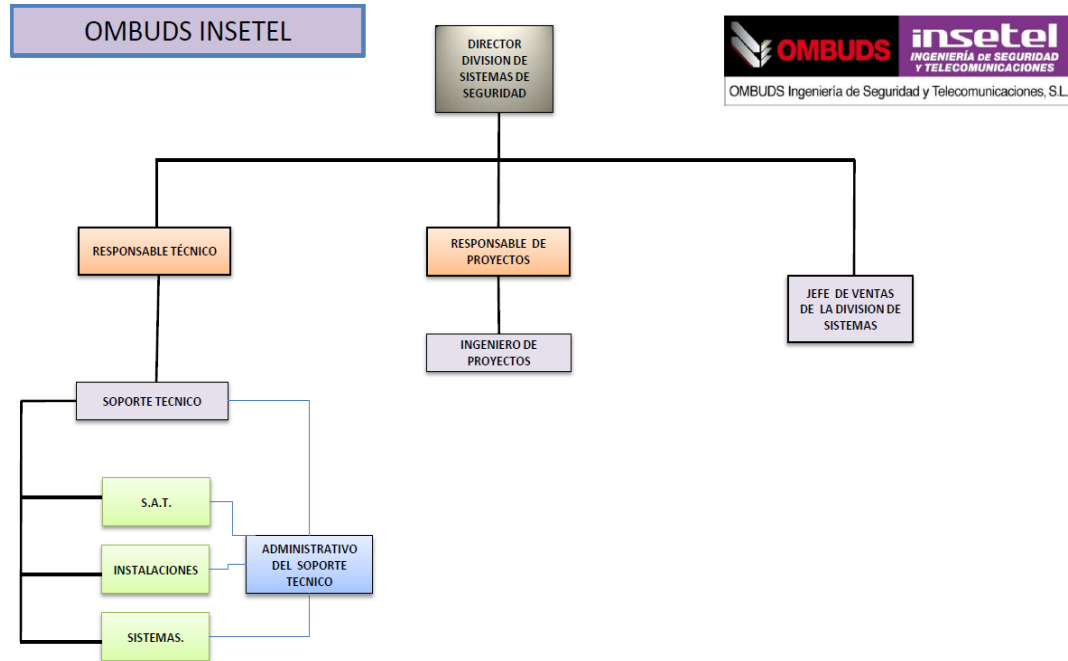 OMBUDS INSETEL
DIRECTOR
DIVISION DE
SISTEMAS DE
SEGURIDAD
OMBUDS
insetel
INGENIERÍA DE SEGURIDAD
Y TELECOMUNICACIONES
OMBUDS Ingeniería de Seguridad y Telecomunicaciones, S.L.
RESPONSABLE TÉCNICO
RESPONSABLE DE
PROYECTOS
JEFE DE VENTAS
DE LA DIVISION DE
SISTEMAS
INGENIERO DE
PROYECTOS
SOPORTE TECNICO
S.A.T.
INSTALACIONES
SISTEMAS.
ADMINISTRATIVO
DEL SOPORTE
TECNICO